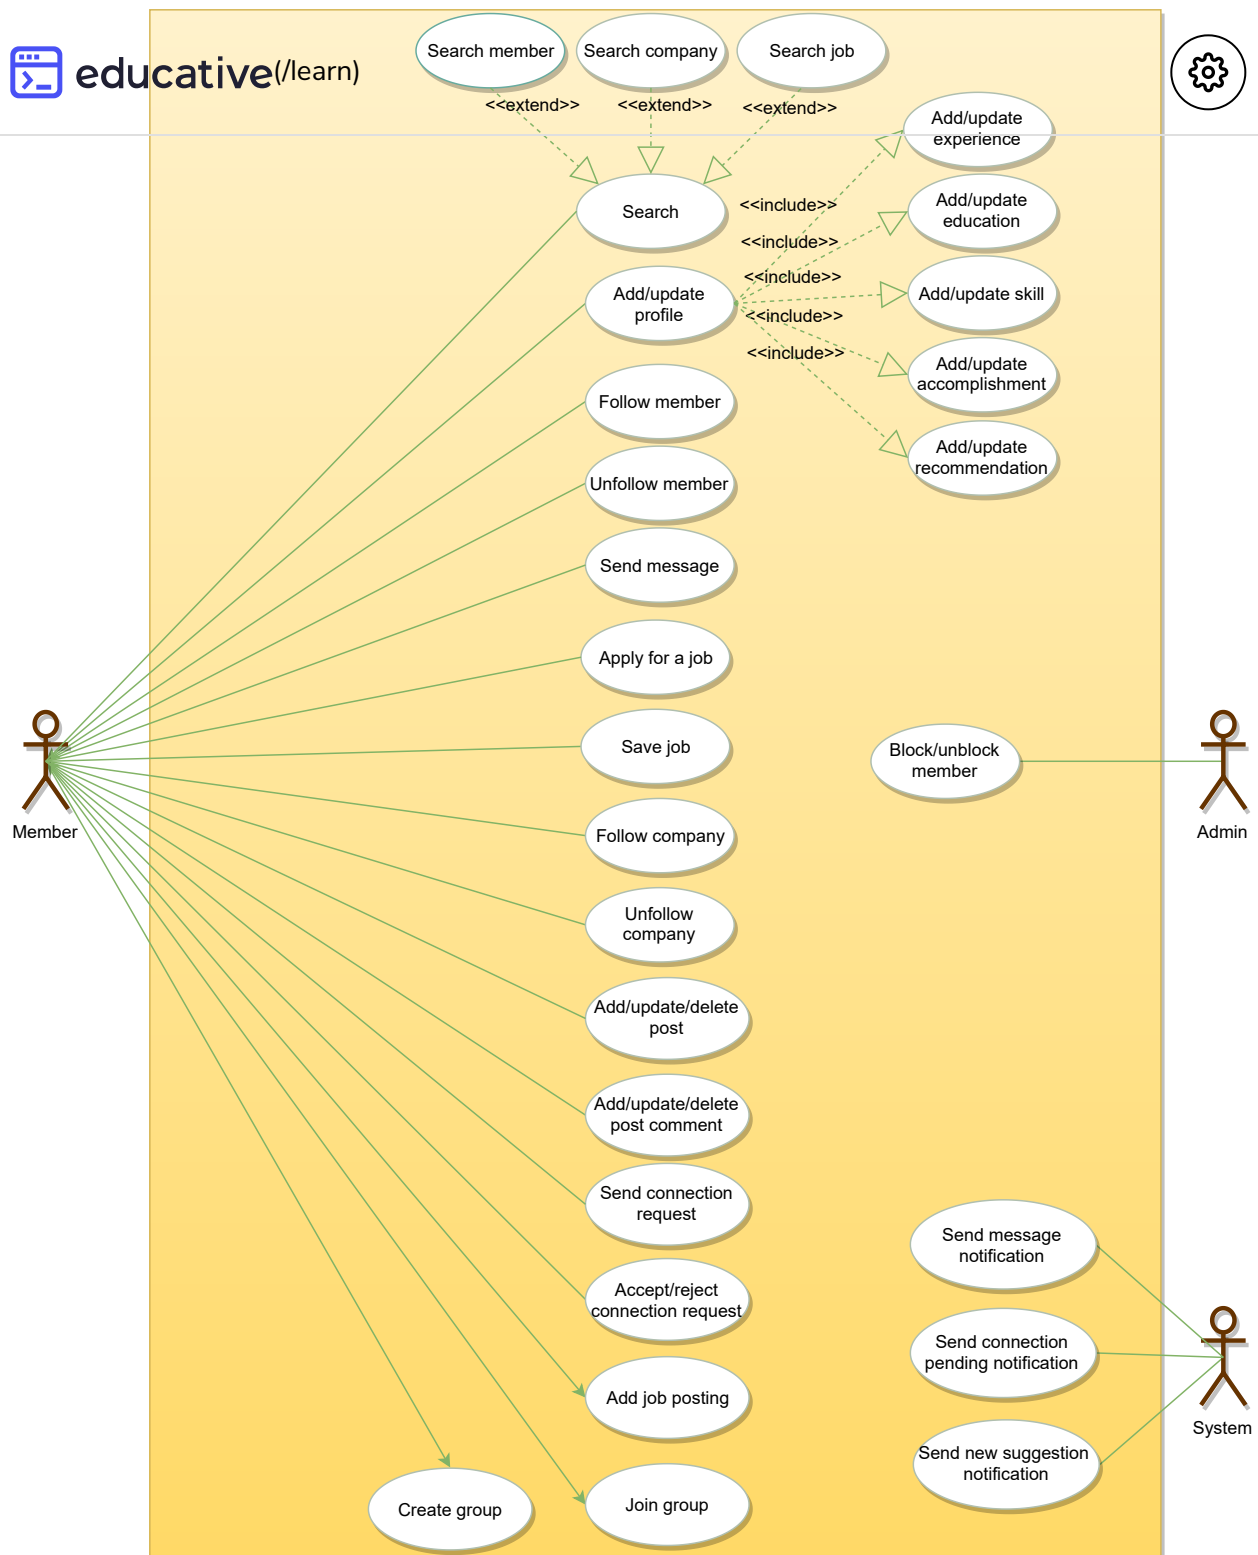 Search member
Search company
Search job
educative(/learn)
<<extend>>
<<extend>>
<<extend>>
Add/update
experience
Search
<<include>>
Add/update
education
<<include>>
<<include>>
Add/update skill
Add/update
profile
<<include>>
<<include>>
Add/update
accomplishment
Follow member
Add/update
recommendation
Unfollow member
Send message
Apply for a job
Save job
Block/unblock
member
Member
Admin
Follow company
Unfollow
company
Add/update/delete
post
Add/update/delete
post comment
Send connection
request
Send message
notification
Accept/reject
connection request
Send connection
pending notification
Add job posting
System
Send new suggestion
notification
Create group
Join group